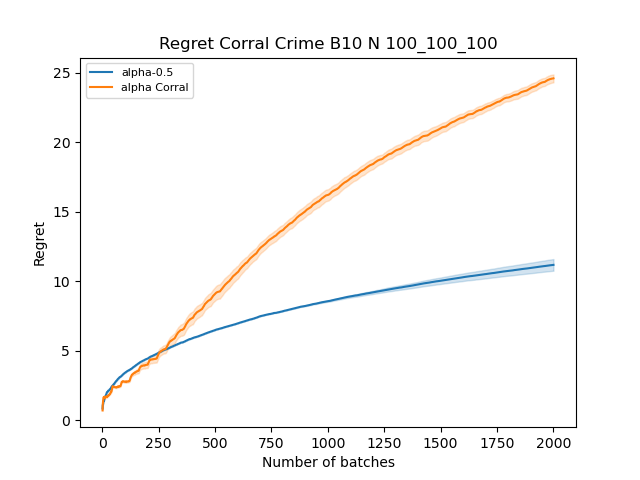 Regret Corral Crime B10 N 100_100_100
alpha-0.5
alpha Corral
25
20
15
10
5
0
Regret
0 250 500 750 1000 1250 1500 1750 2000
Number of batches